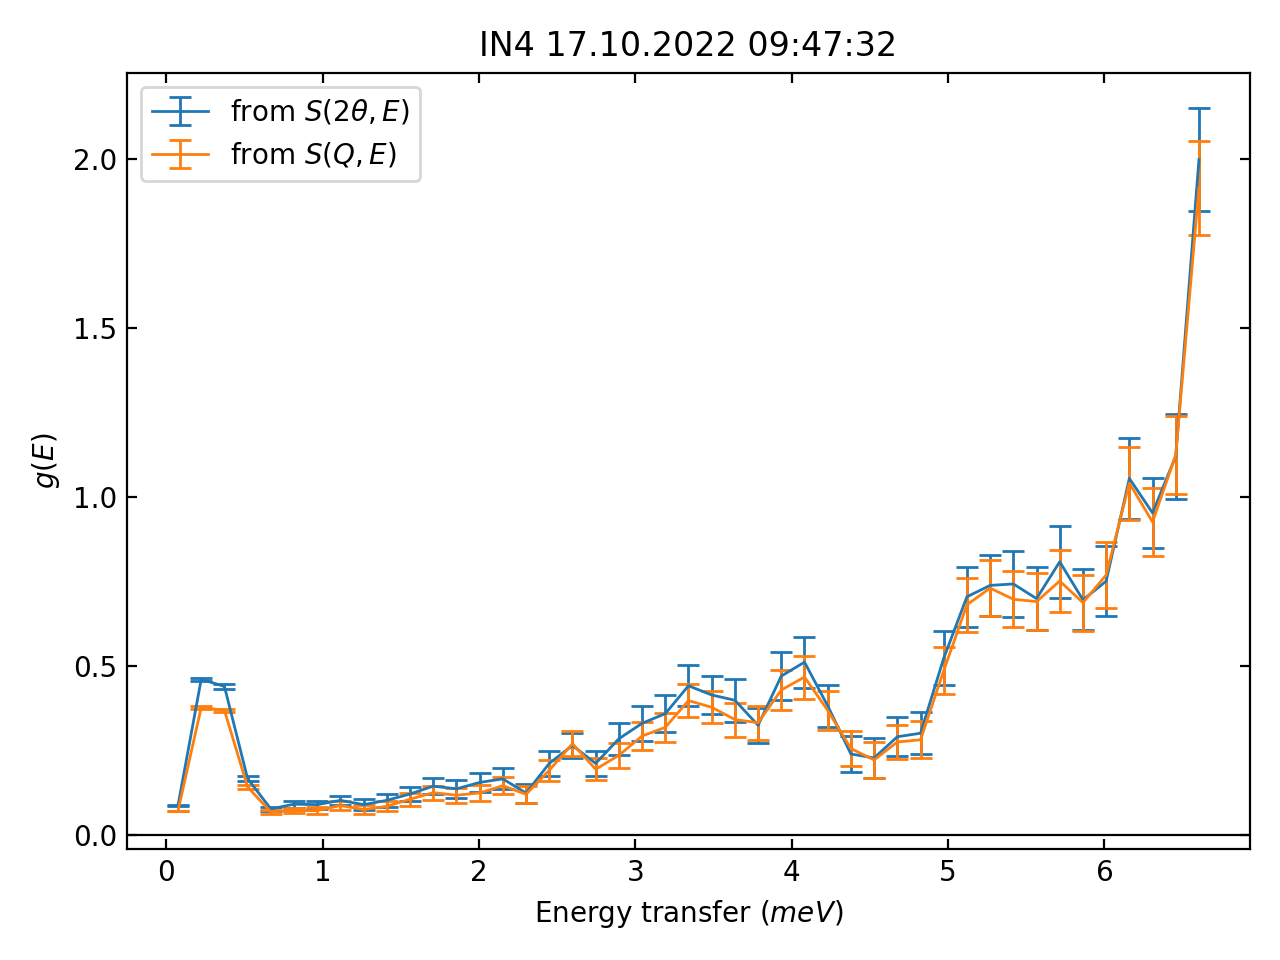 IN4 17.10.2022 09:47:32
from S(2θ, E)
from S(Q, E)
2.0
1.5
1.0
0.5
0.0
g(E)
0 1 2 3 4 5 6
Energy transfer (meV)